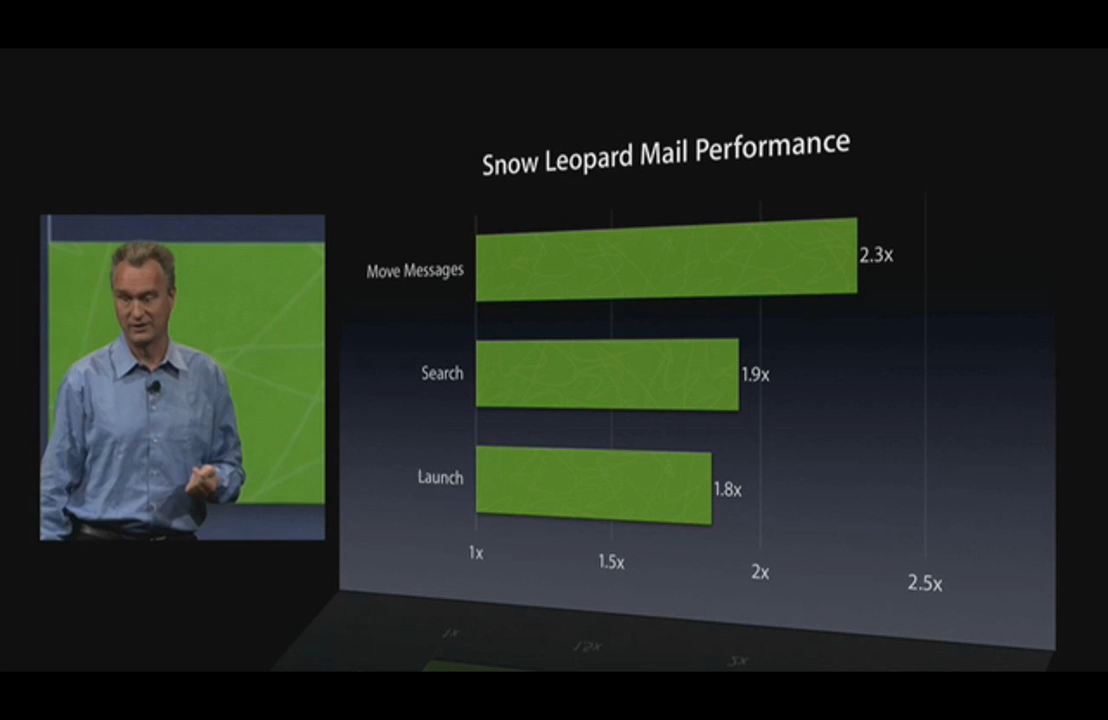 Snow Leopard Mail Performance
Move Messages
2.3x
Search
1.9x
Launch
1.8x
1x
1.5x
2x
2.5x